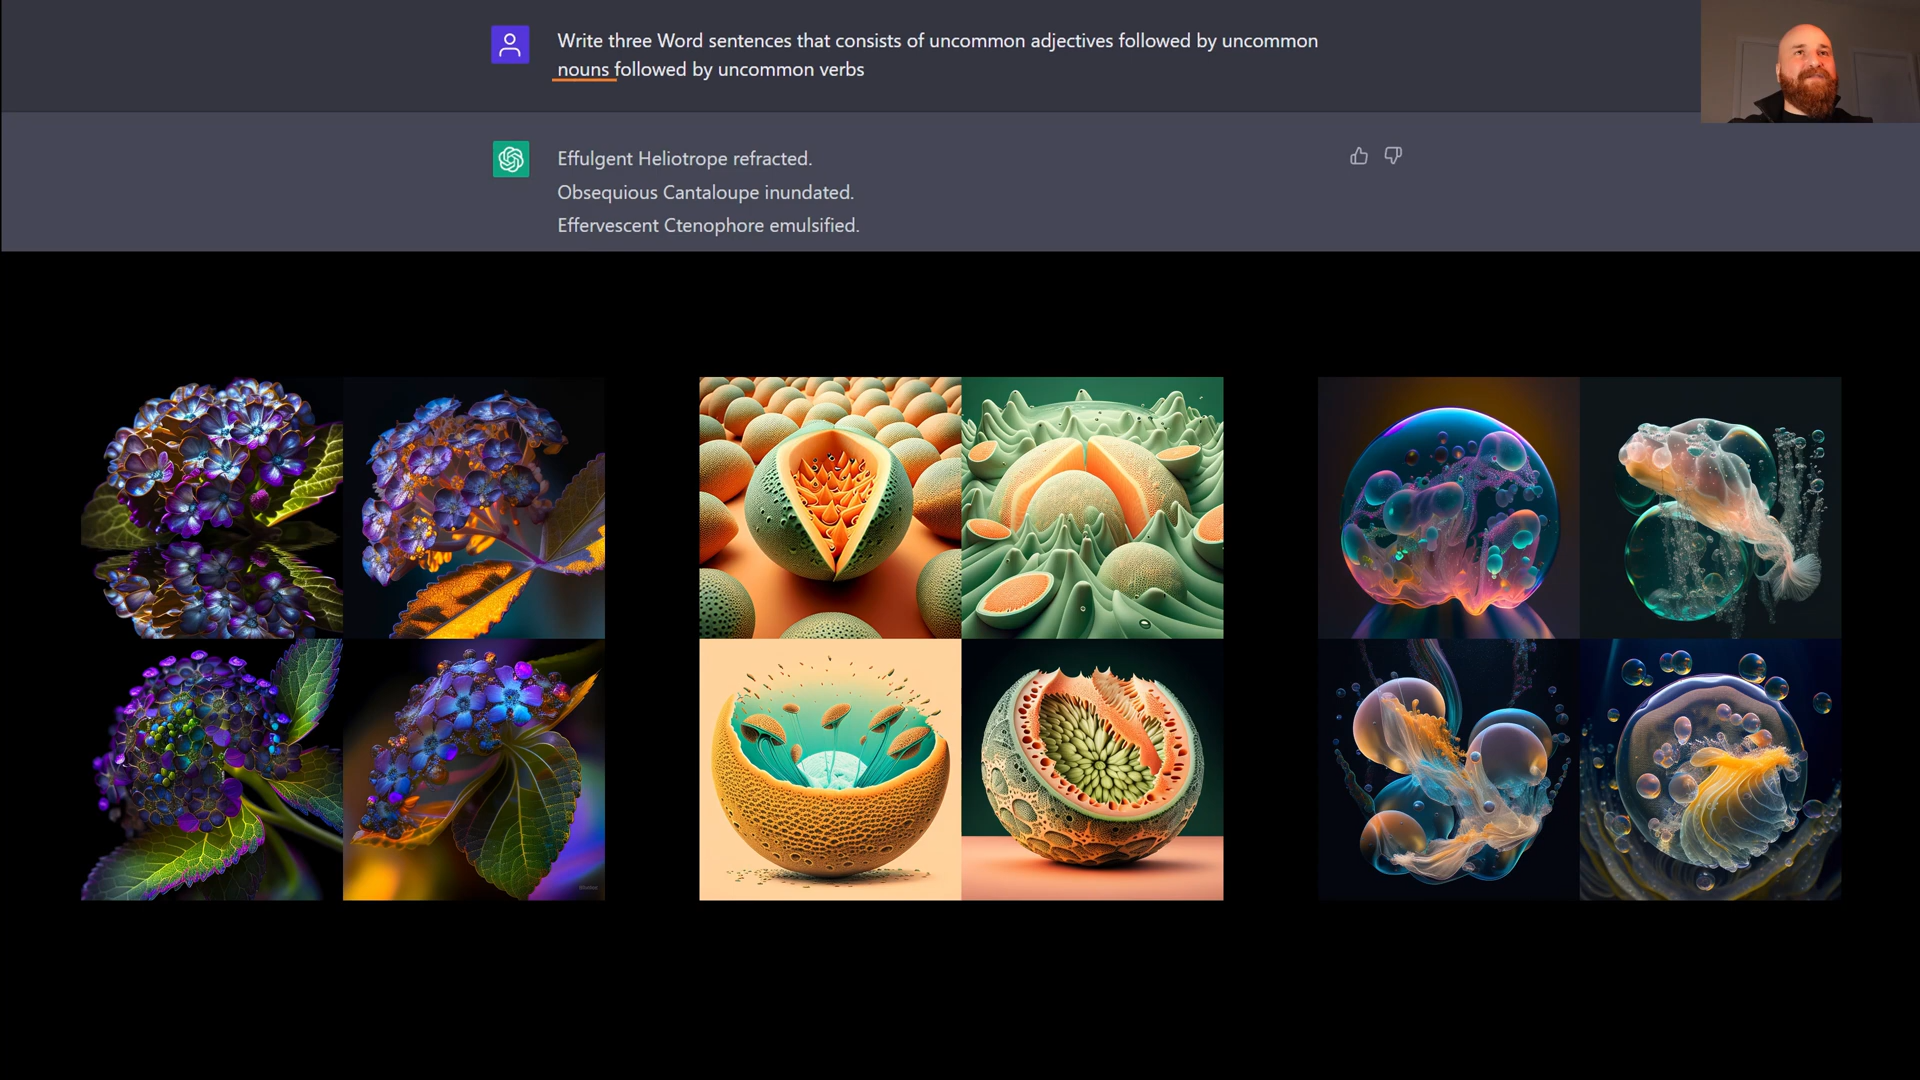 Write three Word sentences that consists of uncommon adjectives followed by uncommon
nouns followed by uncommon verbs
Effulgent Heliotrope refracted.
Obsequious Cantaloupe inundated.
Effervescent Ctenophore emulsified.